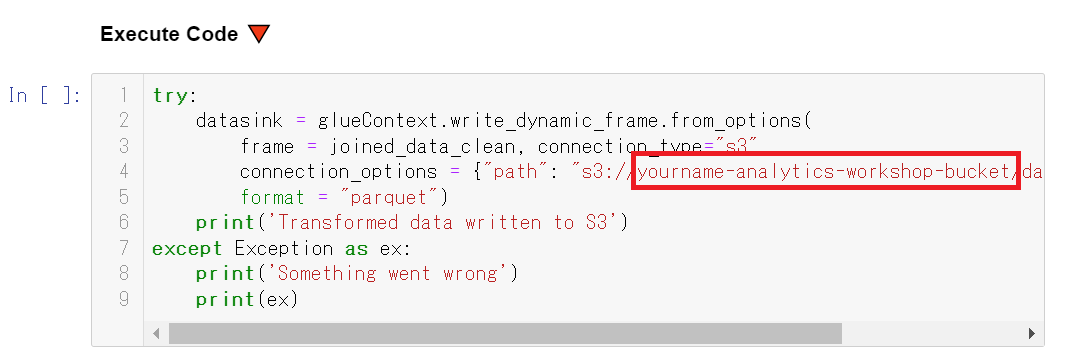 Execute Code
In [ ]:
1 try:
2 datasink = glueContext.write_dynamic_frame.from_options(
3 frame = joined_data_clean, connection_type="s3"
4 connection_options = {"path": "s3://yourname-analytics-workshop-bucket/da
5 format = "parquet")
6 print('Transformed data written to S3')
7 except Exception as ex:
8 print('Something went wrong')
9 print(ex)